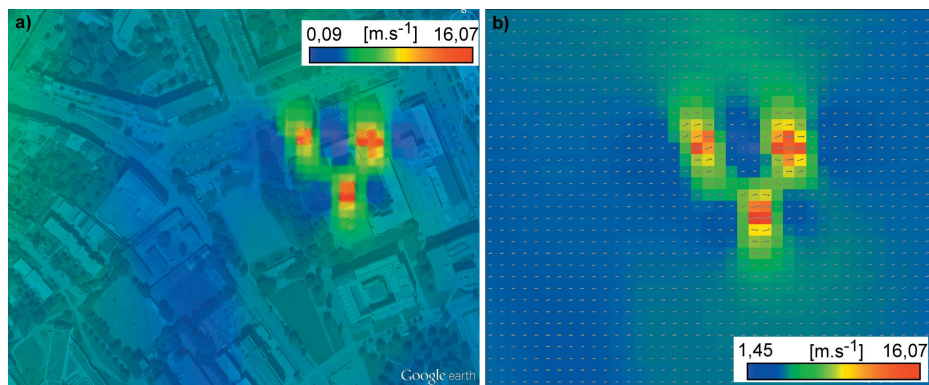 a)
0,09 [m.s⁻¹] 16,07
Google earth
b)
1,45 [m.s⁻¹] 16,07